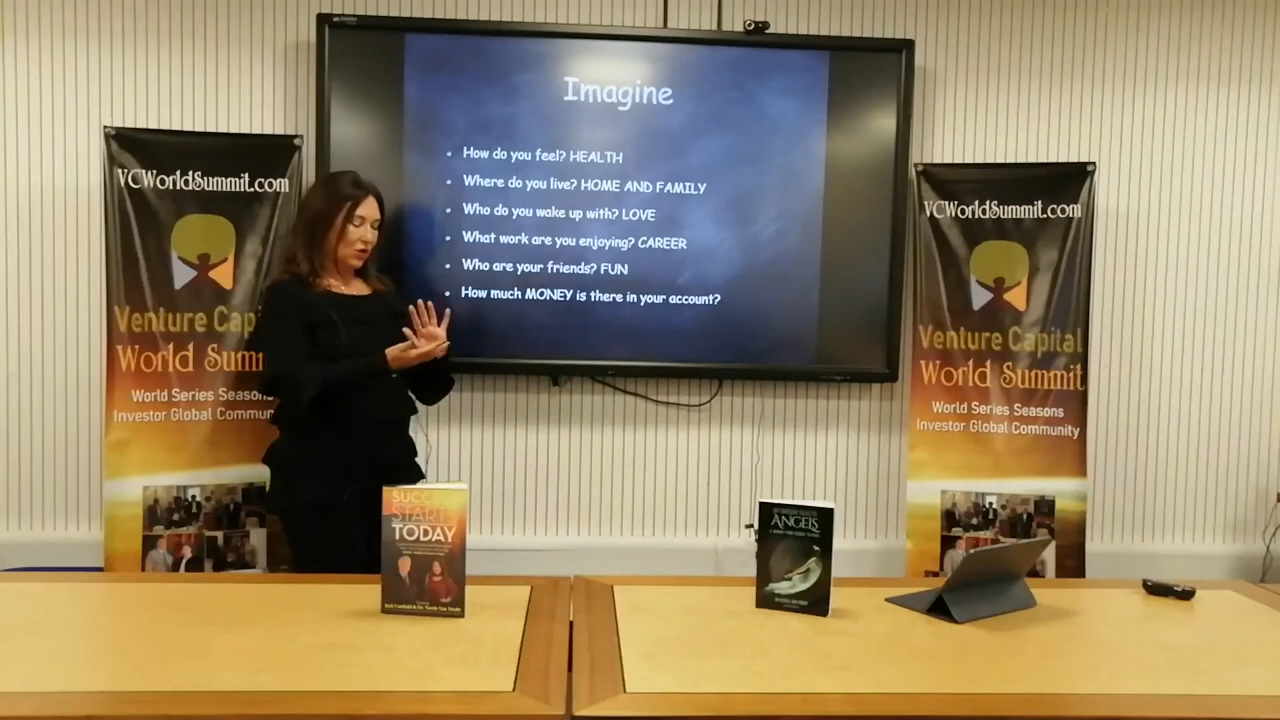 Imagine
How do you feel? HEALTH
Where do you live? HOME AND FAMILY
Who do you wake up with? LOVE
What work are you enjoying? CAREER
Who are your friends? FUN
How much MONEY is there in your account?
VCWorldSummit.com
Venture Cap
World Summ
World Series Seasons
Investor Global Commun
VCWorldSummit.com
Venture Capital
World Summit
World Series Seasons
Investor Global Community
STARTS
TODAY
ANGELS